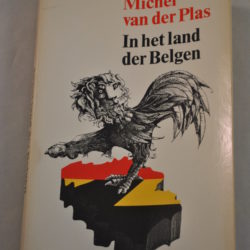 Michel
van der Plas
In het land
der Belgen